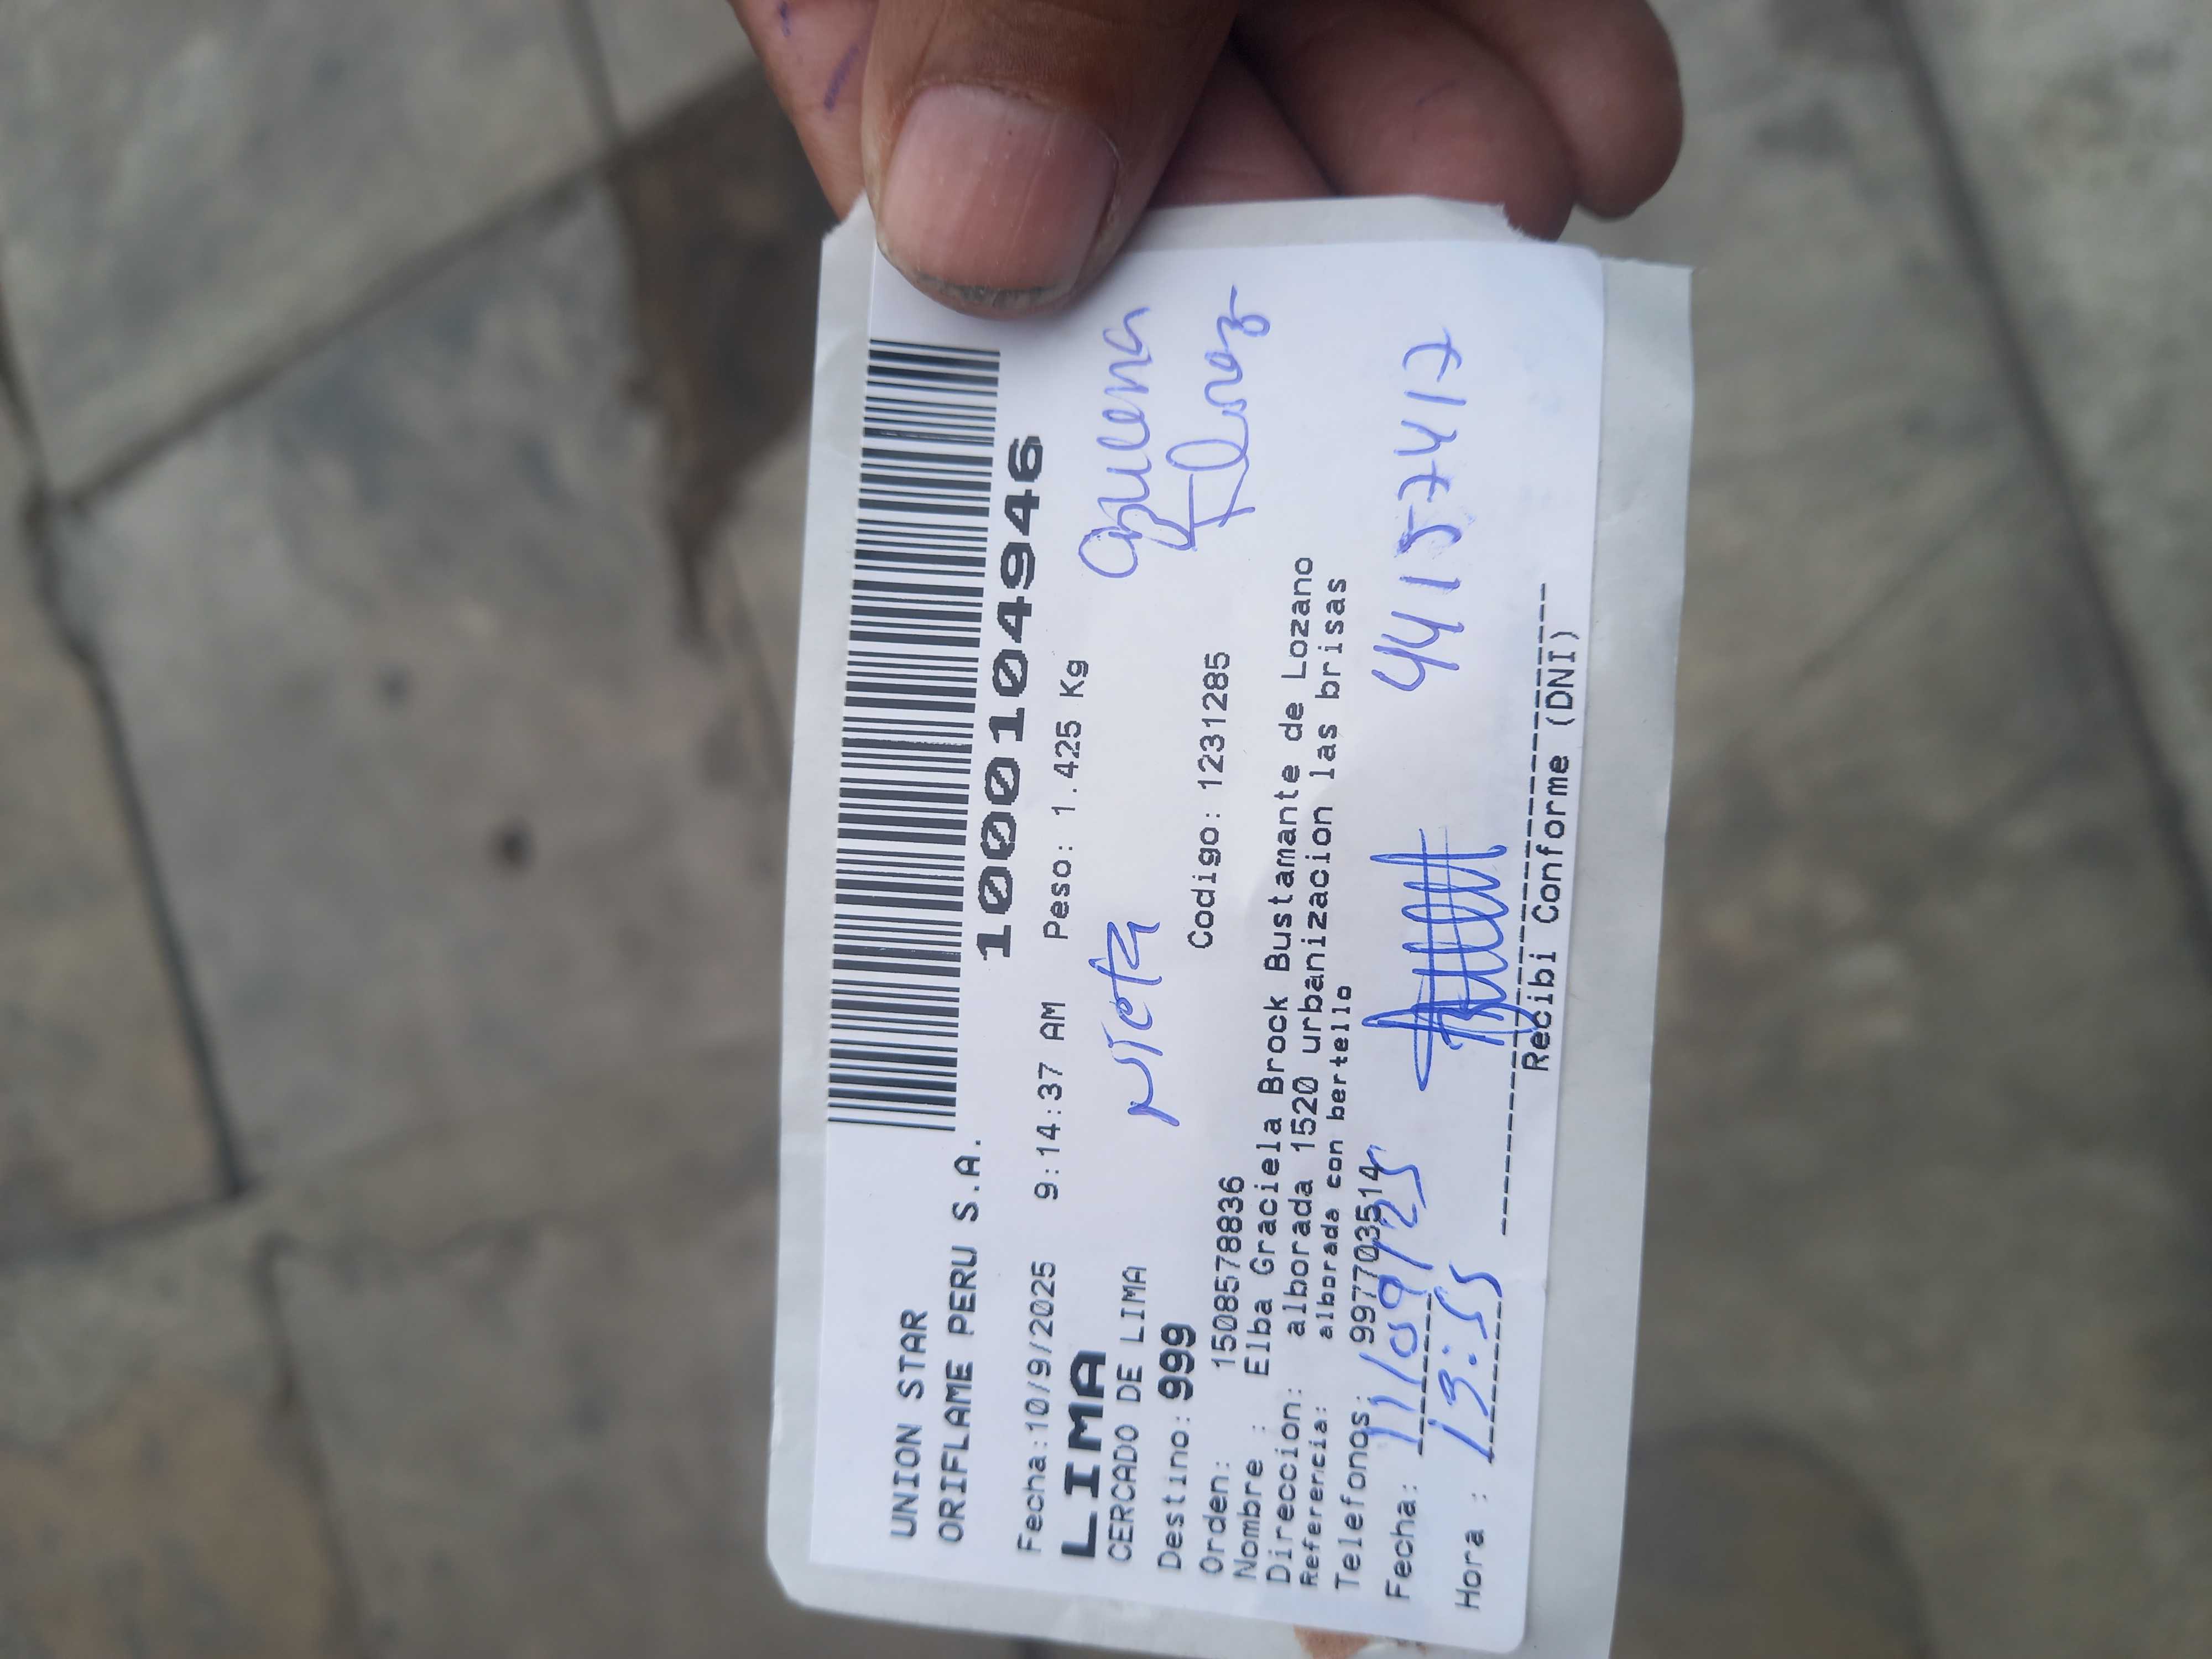 UNION STAR
ORIFLAME PERU S.A.
1000104946
Fecha:10/9/2025 9:14:37 AM Peso: 1.425 Kg
LIMA
CERCADO DE LIMA
Nieta
Azucena
Florez
Destino: 999
Codigo: 1231285
Orden: 1508578836
Nombre : Elba Graciela Brock Bustamante de Lozano
Direccion: alborada 1520 urbanizacion las brisas
Referencia: alborada con bertello
Telefonos: 997703514
Fecha: 11/09/25
44157417
Hora : 13:55
Recibi Conforme (DNI)